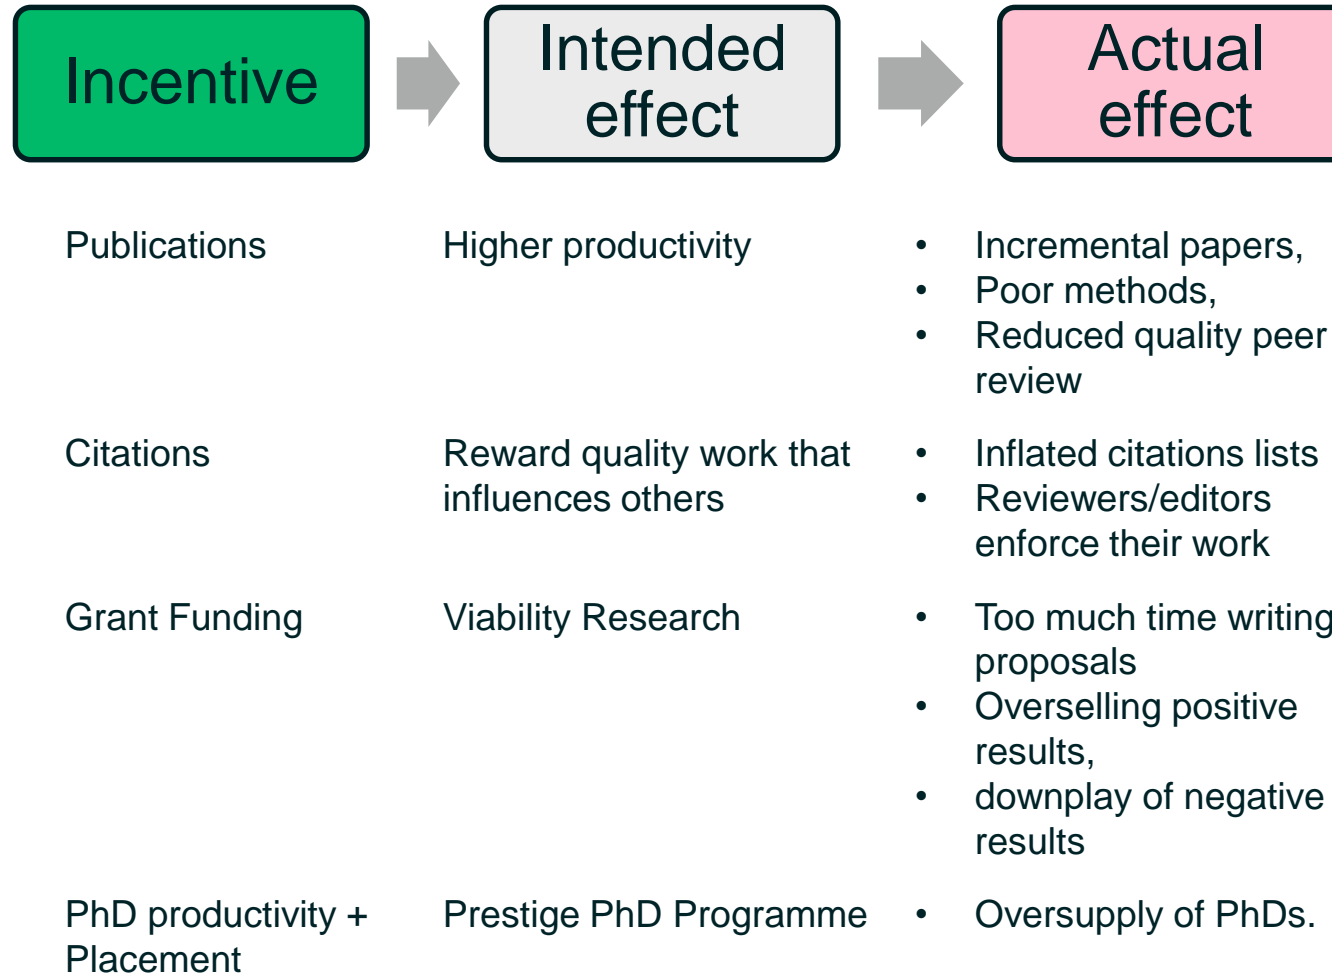 Incentive
Intended
effect
Actual
effect
Publications
Higher productivity
• Incremental papers,
• Poor methods,
• Reduced quality peer
review
Citations
Reward quality work that
influences others
• Inflated citations lists
• Reviewers/editors
enforce their work
Grant Funding
Viability Research
• Too much time writing
proposals
• Overselling positive
results,
• downplay of negative
results
PhD productivity +
Placement
Prestige PhD Programme
• Oversupply of PhDs.